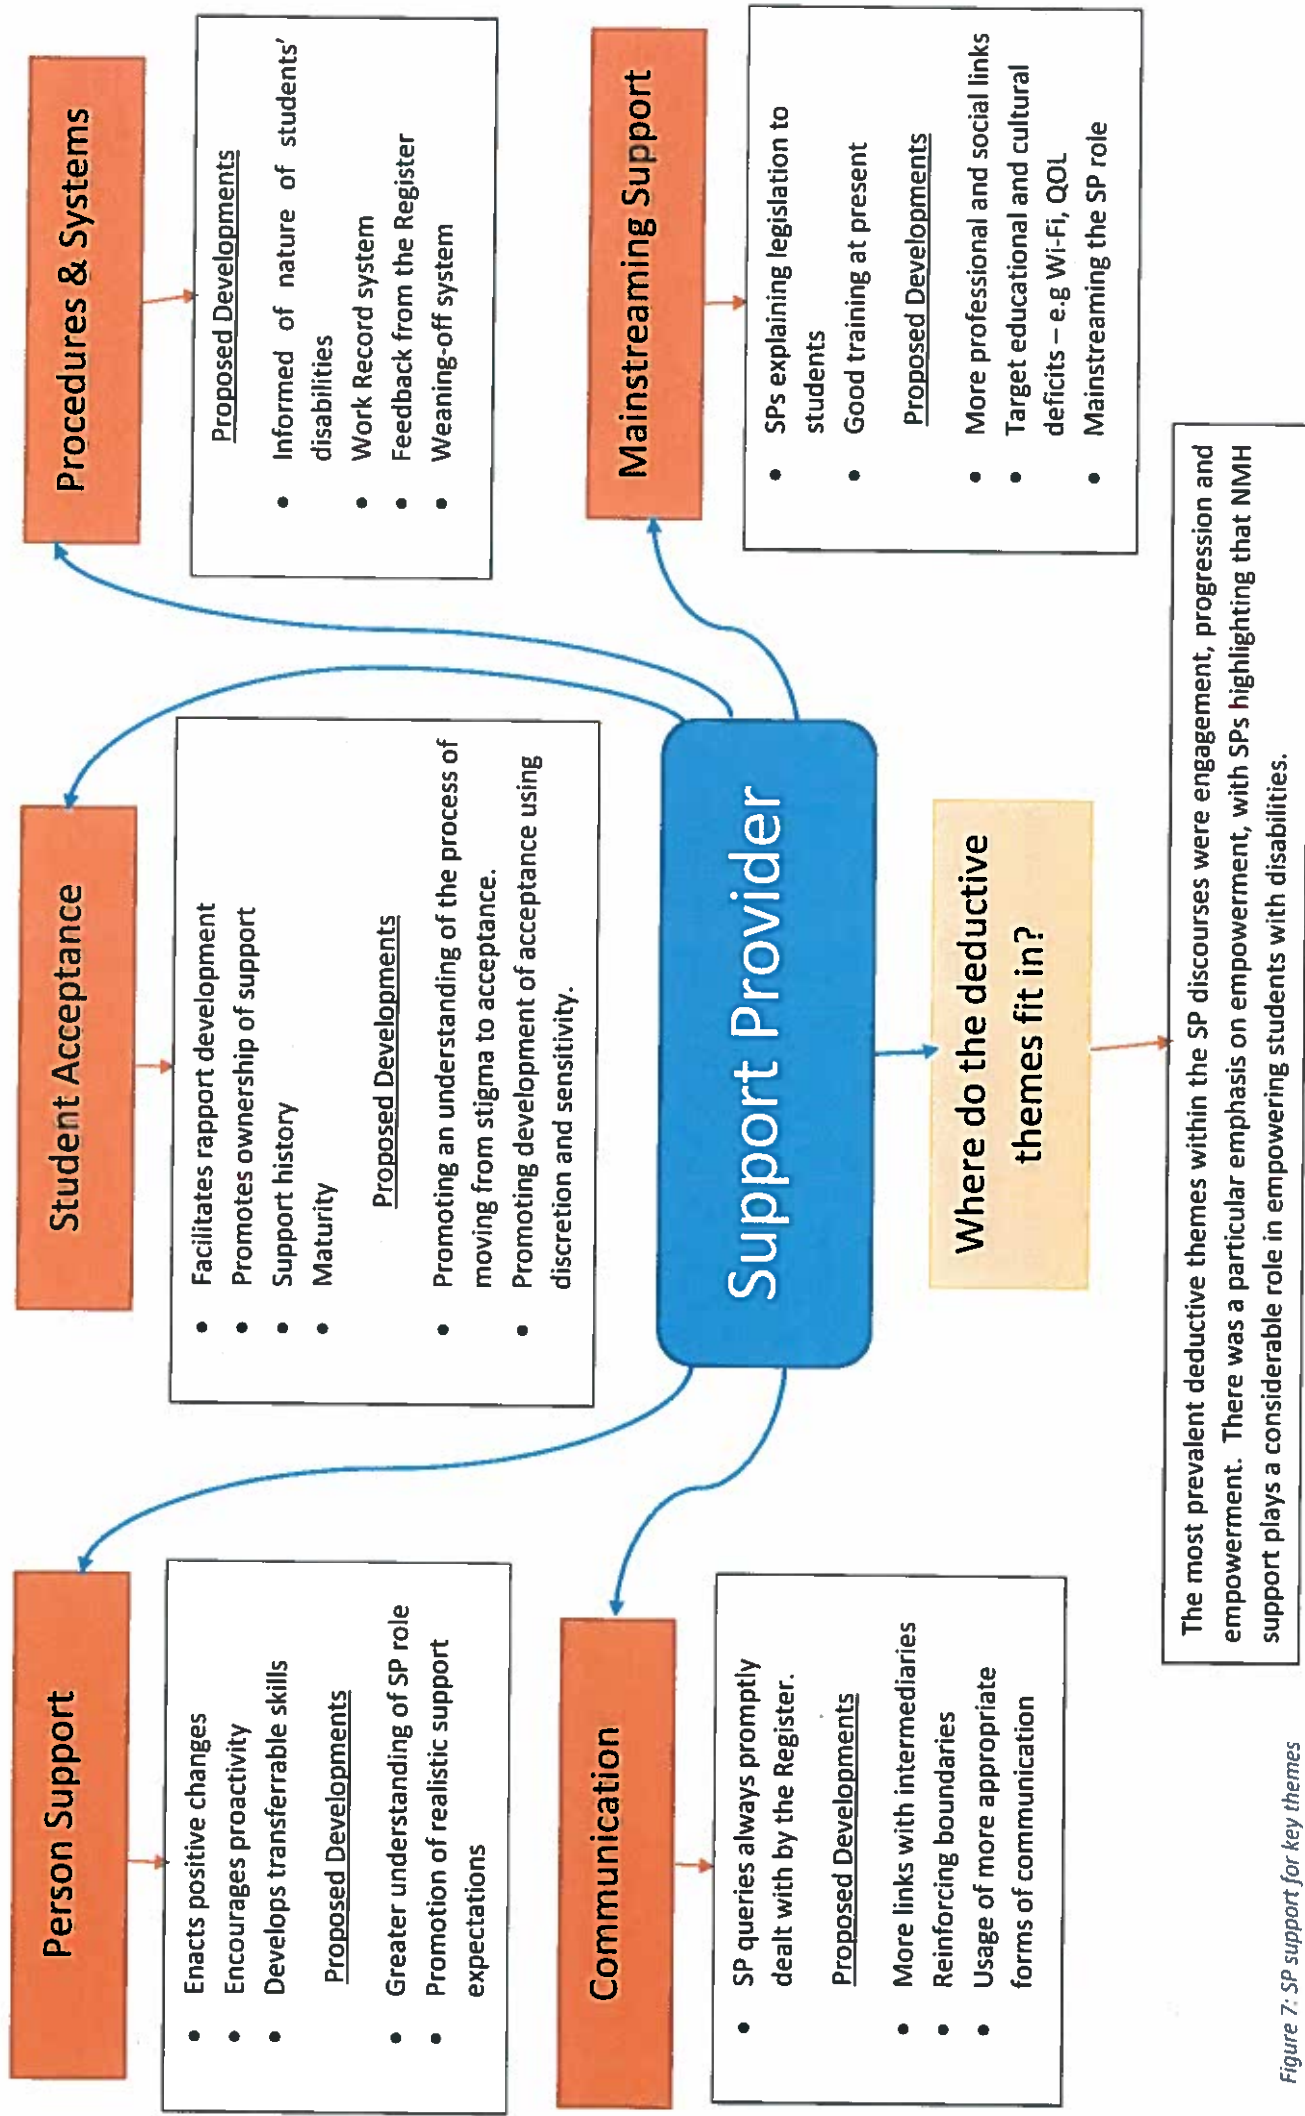 Person Support
• Enacts positive changes
• Encourages proactivity
• Develops transferrable skills
Proposed Developments
• Greater understanding of SP role
• Promotion of realistic support
expectations
Student Acceptance
• Facilitates rapport development
• Promotes ownership of support
• Support history
• Maturity
Proposed Developments
• Promoting an understanding of the process of
moving from stigma to acceptance.
• Promoting development of acceptance using
discretion and sensitivity.
Procedures & Systems
Proposed Developments
• Informed of nature of students'
disabilities
• Work Record system
• Feedback from the Register
• Weaning-off system
Support Provider
Communication
• SP queries always promptly
dealt with by the Register.
Proposed Developments
• More links with intermediaries
• Reinforcing boundaries
• Usage of more appropriate
forms of communication
Mainstreaming Support
• SPs explaining legislation to
students
• Good training at present
Proposed Developments
• More professional and social links
• Target educational and cultural
deficits – e.g Wi-Fi, QOL
• Mainstreaming the SP role
Where do the deductive
themes fit in?
The most prevalent deductive themes within the SP discourses were engagement, progression and
empowerment. There was a particular emphasis on empowerment, with SPs highlighting that NMH
support plays a considerable role in empowering students with disabilities.
Figure 7: SP support for key themes